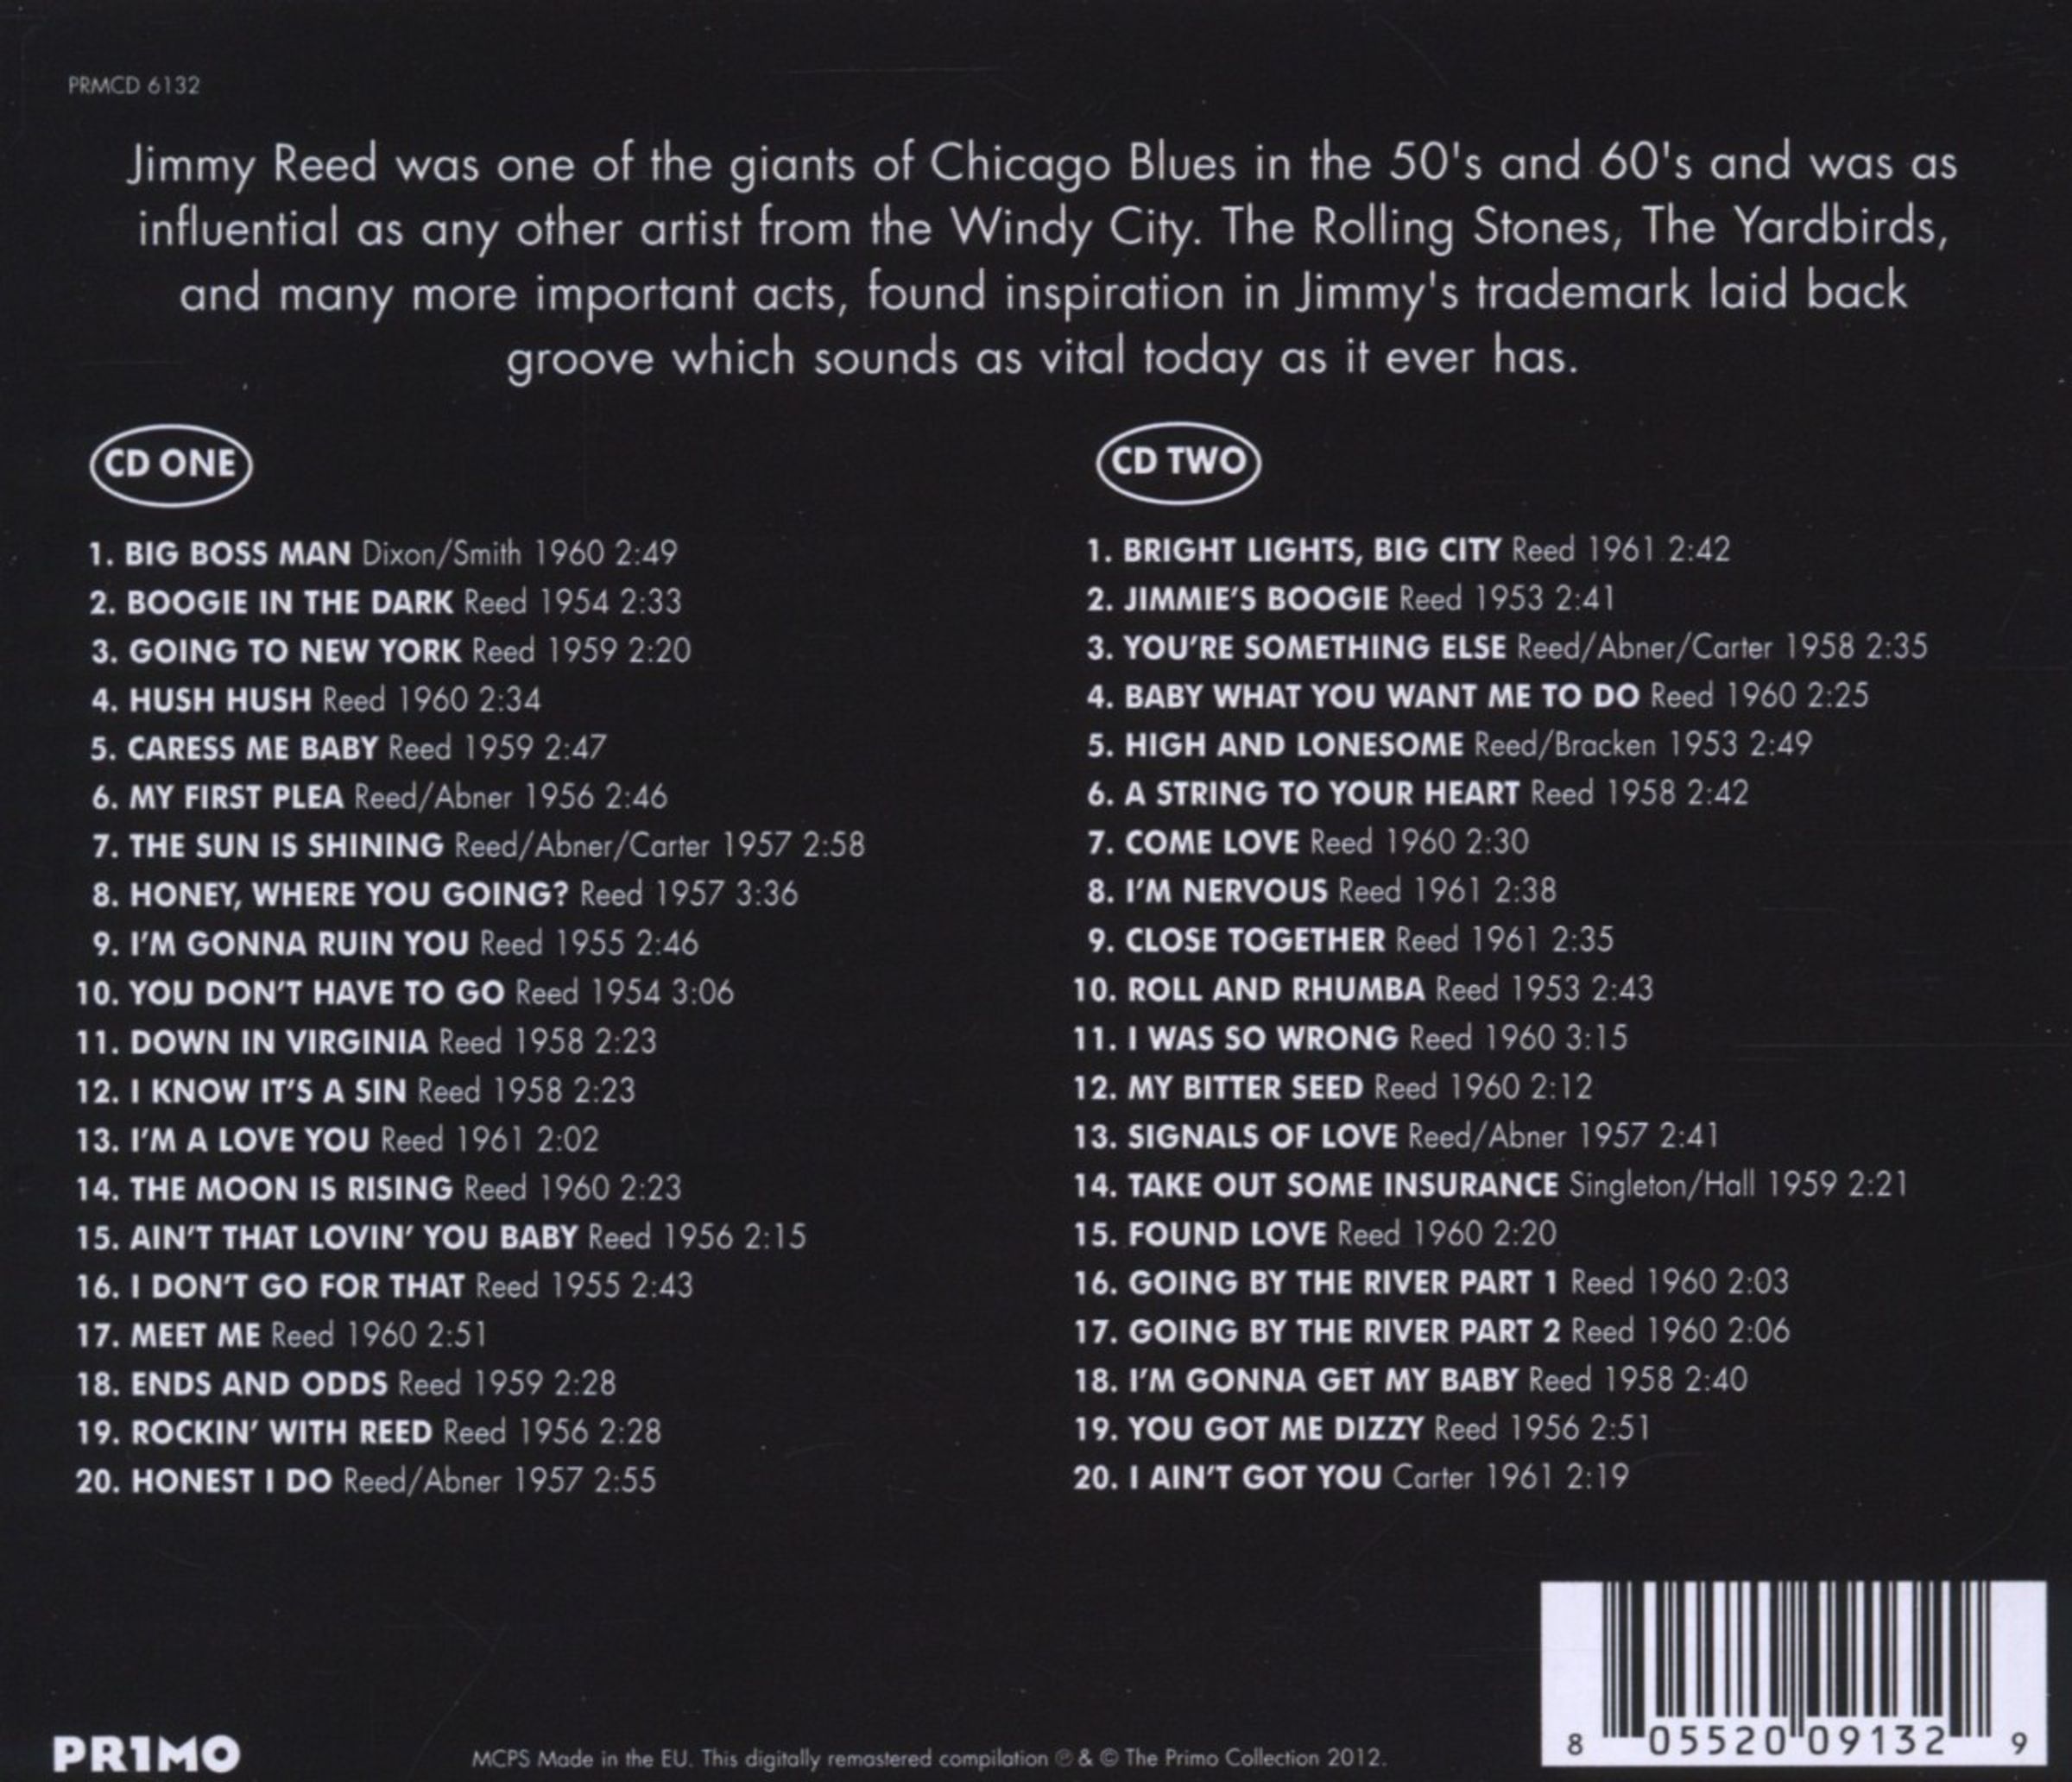 PRMCD 6132
Jimmy Reed was one of the giants of Chicago Blues in the 50's and 60's and was as
influential as any other artist from the Windy City. The Rolling Stones, The Yardbirds,
and many more important acts, found inspiration in Jimmy's trademark laid back
groove which sounds as vital today as it ever has.
CD ONE
1. BIG BOSS MAN Dixon/Smith 1960 2:49
2. BOOGIE IN THE DARK Reed 1954 2:33
3. GOING TO NEW YORK Reed 1959 2:20
4. HUSH HUSH Reed 1960 2:34
5. CARESS ME BABY Reed 1959 2:47
6. MY FIRST PLEA Reed/Abner 1956 2:46
7. THE SUN IS SHINING Reed/Abner/Carter 1957 2:58
8. HONEY, WHERE YOU GOING? Reed 1957 3:36
9. I'M GONNA RUIN YOU Reed 1955 2:46
10. YOU DON'T HAVE TO GO Reed 1954 3:06
11. DOWN IN VIRGINIA Reed 1958 2:23
12. I KNOW IT'S A SIN Reed 1958 2:23
13. I'M A LOVE YOU Reed 1961 2:02
14. THE MOON IS RISING Reed 1960 2:23
15. AIN'T THAT LOVIN' YOU BABY Reed 1956 2:15
16. I DON'T GO FOR THAT Reed 1955 2:43
17. MEET ME Reed 1960 2:51
18. ENDS AND ODDS Reed 1959 2:28
19. ROCKIN' WITH REED Reed 1956 2:28
20. HONEST I DO Reed/Abner 1957 2:55
CD TWO
1. BRIGHT LIGHTS, BIG CITY Reed 1961 2:42
2. JIMMIE'S BOOGIE Reed 1953 2:41
3. YOU'RE SOMETHING ELSE Reed/Abner/Carter 1958 2:35
4. BABY WHAT YOU WANT ME TO DO Reed 1960 2:25
5. HIGH AND LONESOME Reed/Bracken 1953 2:49
6. A STRING TO YOUR HEART Reed 1958 2:42
7. COME LOVE Reed 1960 2:30
8. I'M NERVOUS Reed 1961 2:38
9. CLOSE TOGETHER Reed 1961 2:35
10. ROLL AND RHUMBA Reed 1953 2:43
11. I WAS SO WRONG Reed 1960 3:15
12. MY BITTER SEED Reed 1960 2:12
13. SIGNALS OF LOVE Reed/Abner 1957 2:41
14. TAKE OUT SOME INSURANCE Singleton/Hall 1959 2:21
15. FOUND LOVE Reed 1960 2:20
16. GOING BY THE RIVER PART 1 Reed 1960 2:03
17. GOING BY THE RIVER PART 2 Reed 1960 2:06
18. I'M GONNA GET MY BABY Reed 1958 2:40
19. YOU GOT ME DIZZY Reed 1956 2:51
20. I AIN'T GOT YOU Carter 1961 2:19
PR1MO
MCPS Made in the EU. This digitally remastered compilation ℗ & © The Primo Collection 2012.
8 05520 09132 9